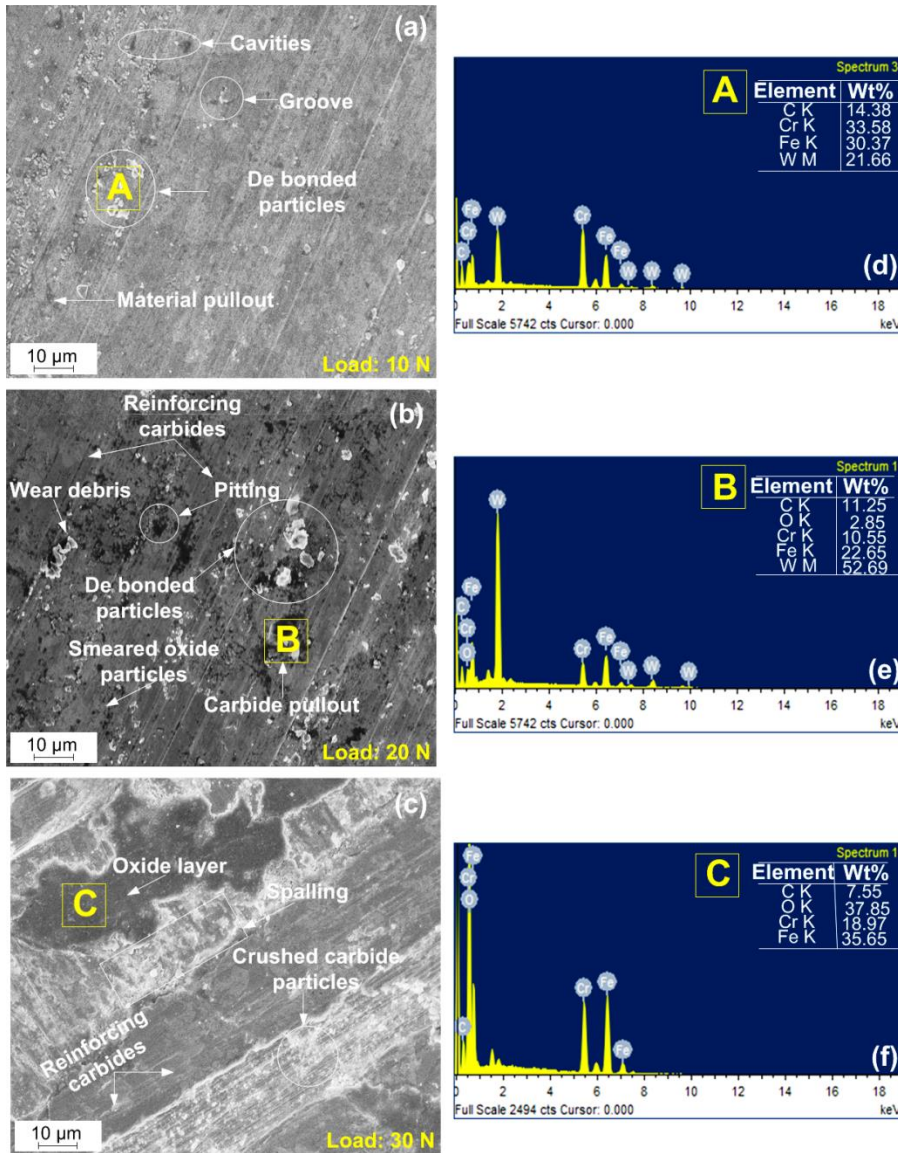 (a)
Cavities
Groove
A
De bonded
particles
Material pullout
10 µm
Load: 10 N
Spectrum 3
A
Element Wt%
C K 14.38
Cr K 33.58
Fe K 30.37
W M 21.66
Fe
Cr
C
W
Cr
Fe
Fe
W
W
W
(d)
0 2 4 6 8 10 12 14 16 18
Full Scale 5742 cts Cursor: 0.000 keV
(b)
Reinforcing
carbides
Wear debris
Pitting
De bonded
particles
B
Smeared oxide
particles
Carbide pullout
10 µm
Load: 20 N
Spectrum 1
B
Element Wt%
C K 11.25
O K 2.85
Cr K 10.55
Fe K 22.65
W M 52.69
W
Fe
C
Cr
O
Cr
Fe
Fe
W
W
W
(e)
0 2 4 6 8 10 12 14 16 18
Full Scale 5742 cts Cursor: 0.000 keV
(c)
Oxide layer
C
Spalling
Crushed carbide
particles
Reinforcing
carbides
10 µm
Load: 30 N
Spectrum 1
C
Element Wt%
C K 7.55
O K 37.85
Cr K 18.97
Fe K 35.65
Fe
Cr
O
C
Cr
Fe
Fe
(f)
0 2 4 6 8 10 12 14 16 18
Full Scale 2494 cts Cursor: 0.000 keV